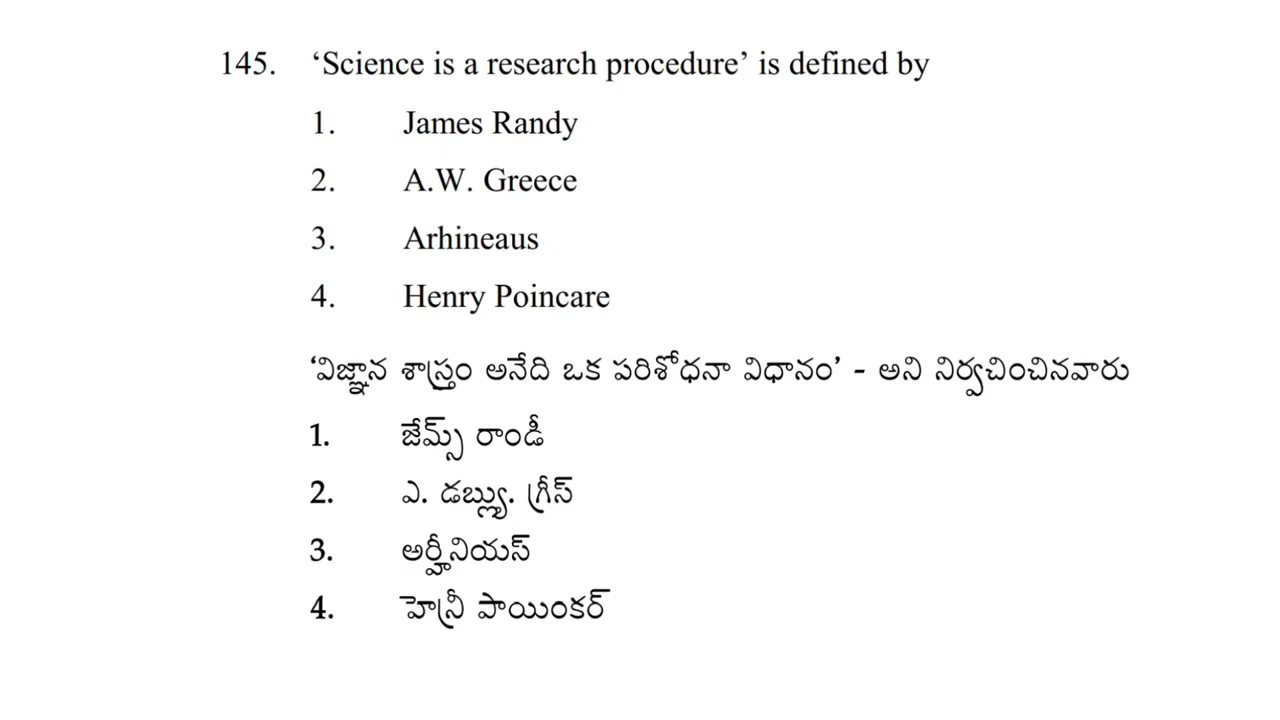 145. ‘Science is a research procedure’ is defined by
1. James Randy
2. A.W. Greece
3. Arhineaus
4. Henry Poincare
‘విజ్ఞాన శాస్త్రం అనేది ఒక పరిశోధనా విధానం’ - అని నిర్వచించినవారు
1. జేమ్స్ రాండీ
2. ఎ. డబ్ల్యు. గ్రీస్
3. అర్హీనియస్
4. హెన్రీ పాయింకర్